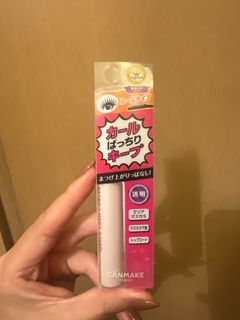 コームタイプ
カール
ばっちり
キープ
まつげ上がりっぱなし!
透明
クリア
マスカラ
マスカラ下地
トップコート
CANMAKE
TOKYO